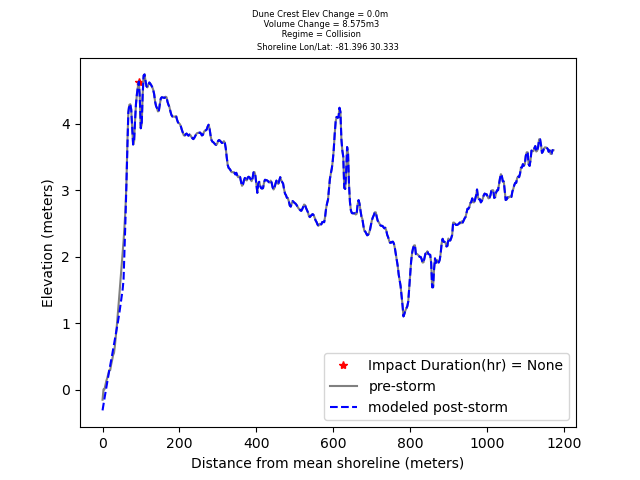 Dune Crest Elev Change = 0.0m
Volume Change = 8.575m3
Regime = Collision
Shoreline Lon/Lat: -81.396 30.333
4
3
2
1
0
Elevation (meters)
Impact Duration(hr) = None
pre-storm
modeled post-storm
0 200 400 600 800 1000 1200
Distance from mean shoreline (meters)